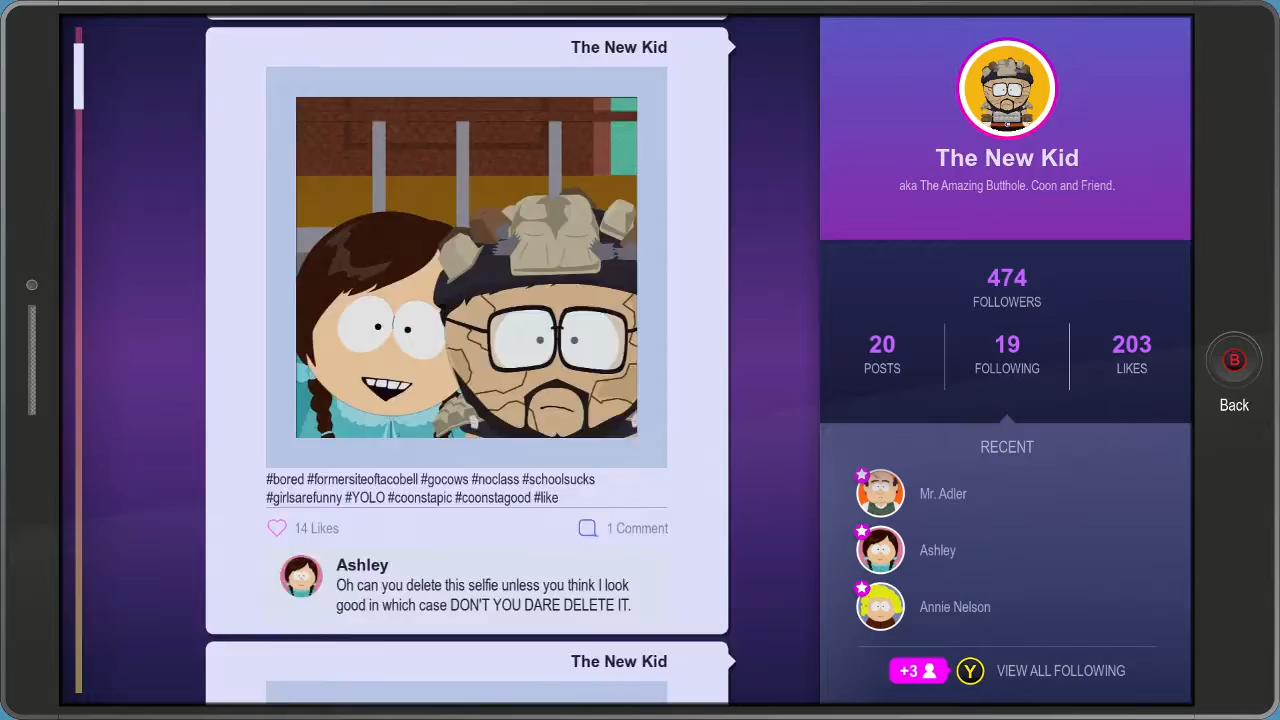 The New Kid
#bored #formersiteoftacobell #gocows #noclass #schoolsucks
#girlsarefunny #YOLO #coonstapic #coonstagood #like
14 Likes
1 Comment
Ashley
Oh can you delete this selfie unless you think I look
good in which case DON'T YOU DARE DELETE IT.
The New Kid
The New Kid
aka The Amazing Butthole. Coon and Friend.
474
FOLLOWERS
20
POSTS
19
FOLLOWING
203
LIKES
RECENT
Mr. Adler
Ashley
Annie Nelson
+3
Y
VIEW ALL FOLLOWING
B
Back